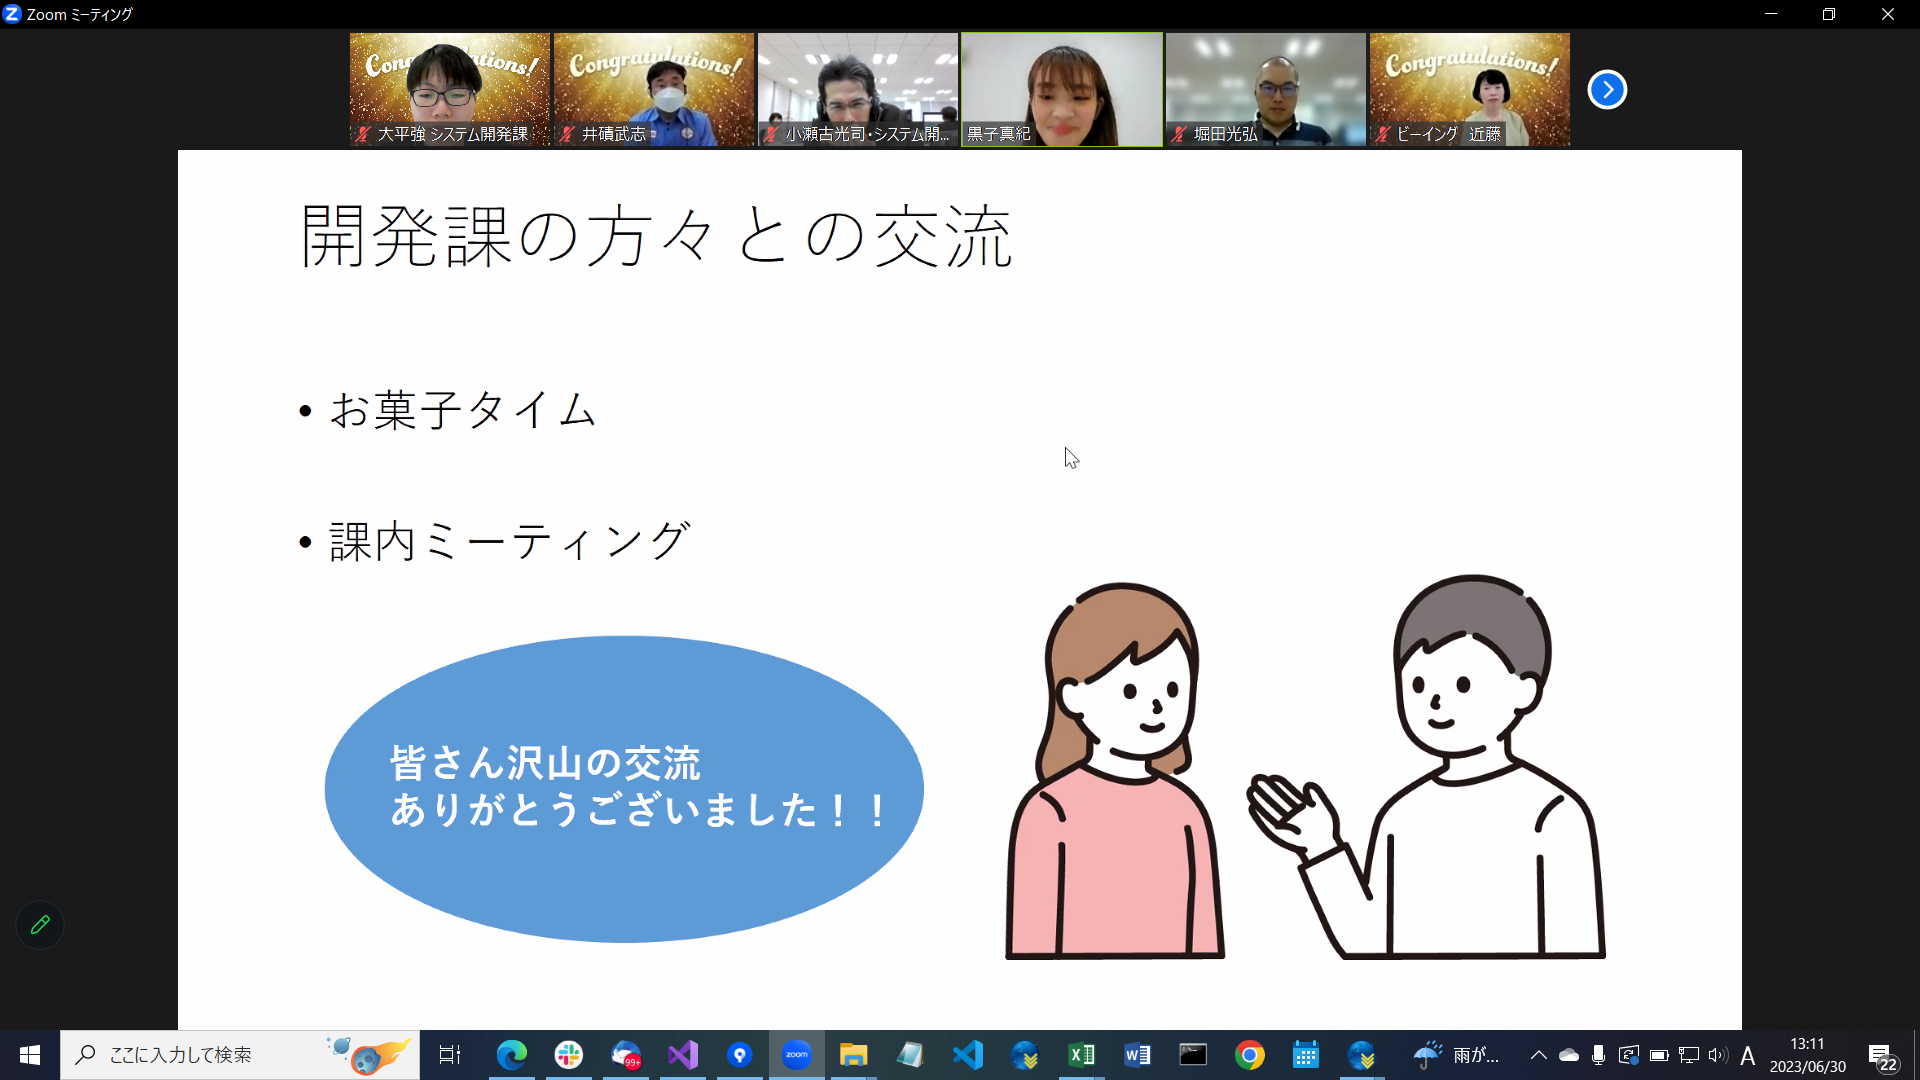 Zoom ミーティング
Congratulations!
Congratulations!
Congratulations!
大平強 システム開発課
井磧武志
小瀬古光司･システム開...
黒子真紀
堀田光弘
ビーイング 近藤
開発課の方々との交流
• お菓子タイム
• 課内ミーティング
皆さん沢山の交流
ありがとうございました！！
ここに入力して検索
99+
zoom
雨が...
A
13:11
2023/06/30
22